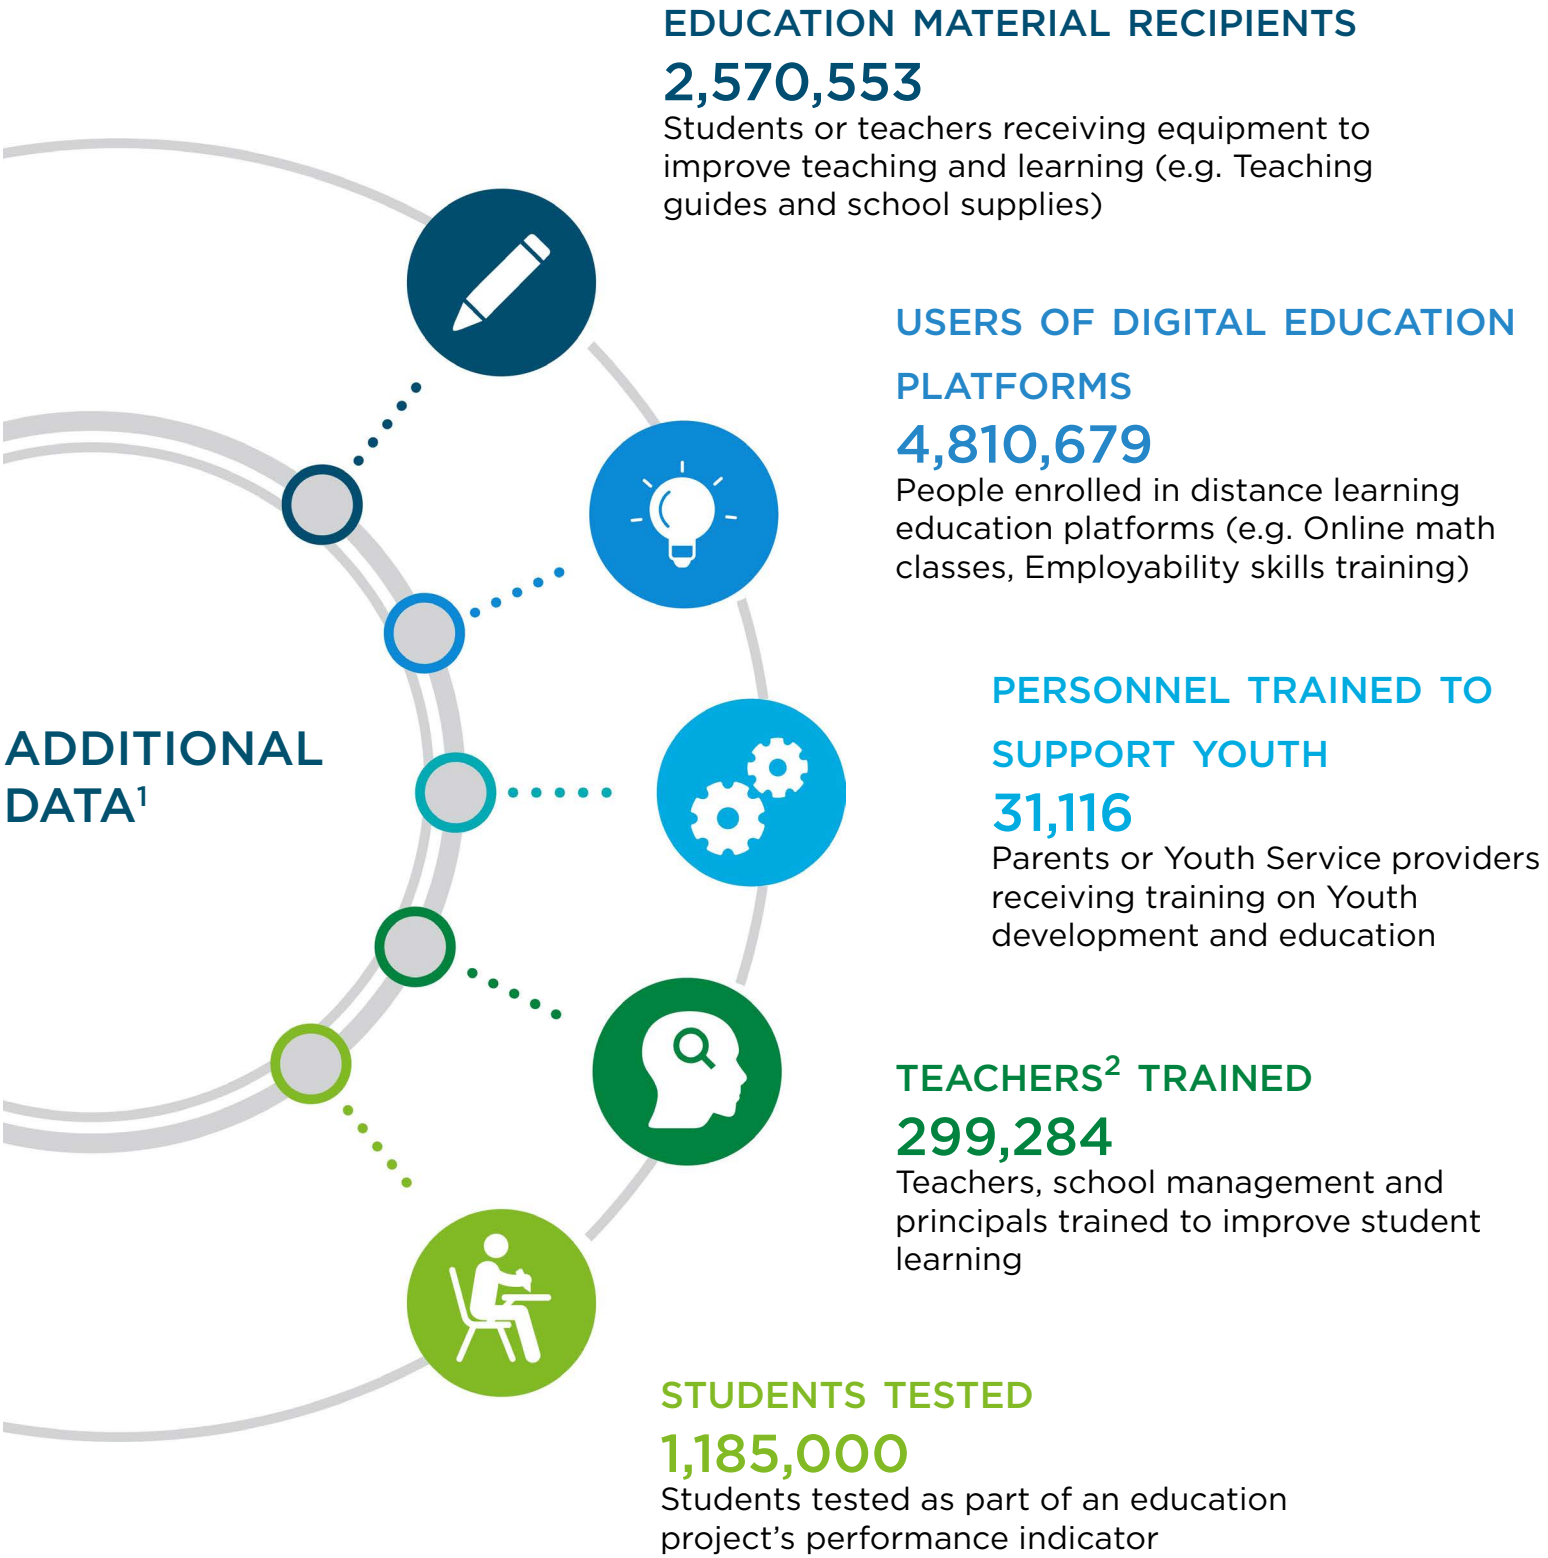 EDUCATION MATERIAL RECIPIENTS
2,570,553
Students or teachers receiving equipment to
improve teaching and learning (e.g. Teaching
guides and school supplies)
USERS OF DIGITAL EDUCATION
PLATFORMS
4,810,679
People enrolled in distance learning
education platforms (e.g. Online math
classes, Employability skills training)
PERSONNEL TRAINED TO
SUPPORT YOUTH
31,116
Parents or Youth Service providers
receiving training on Youth
development and education
ADDITIONAL
DATA¹
TEACHERS² TRAINED
299,284
Teachers, school management and
principals trained to improve student
learning
STUDENTS TESTED
1,185,000
Students tested as part of an education
project’s performance indicator